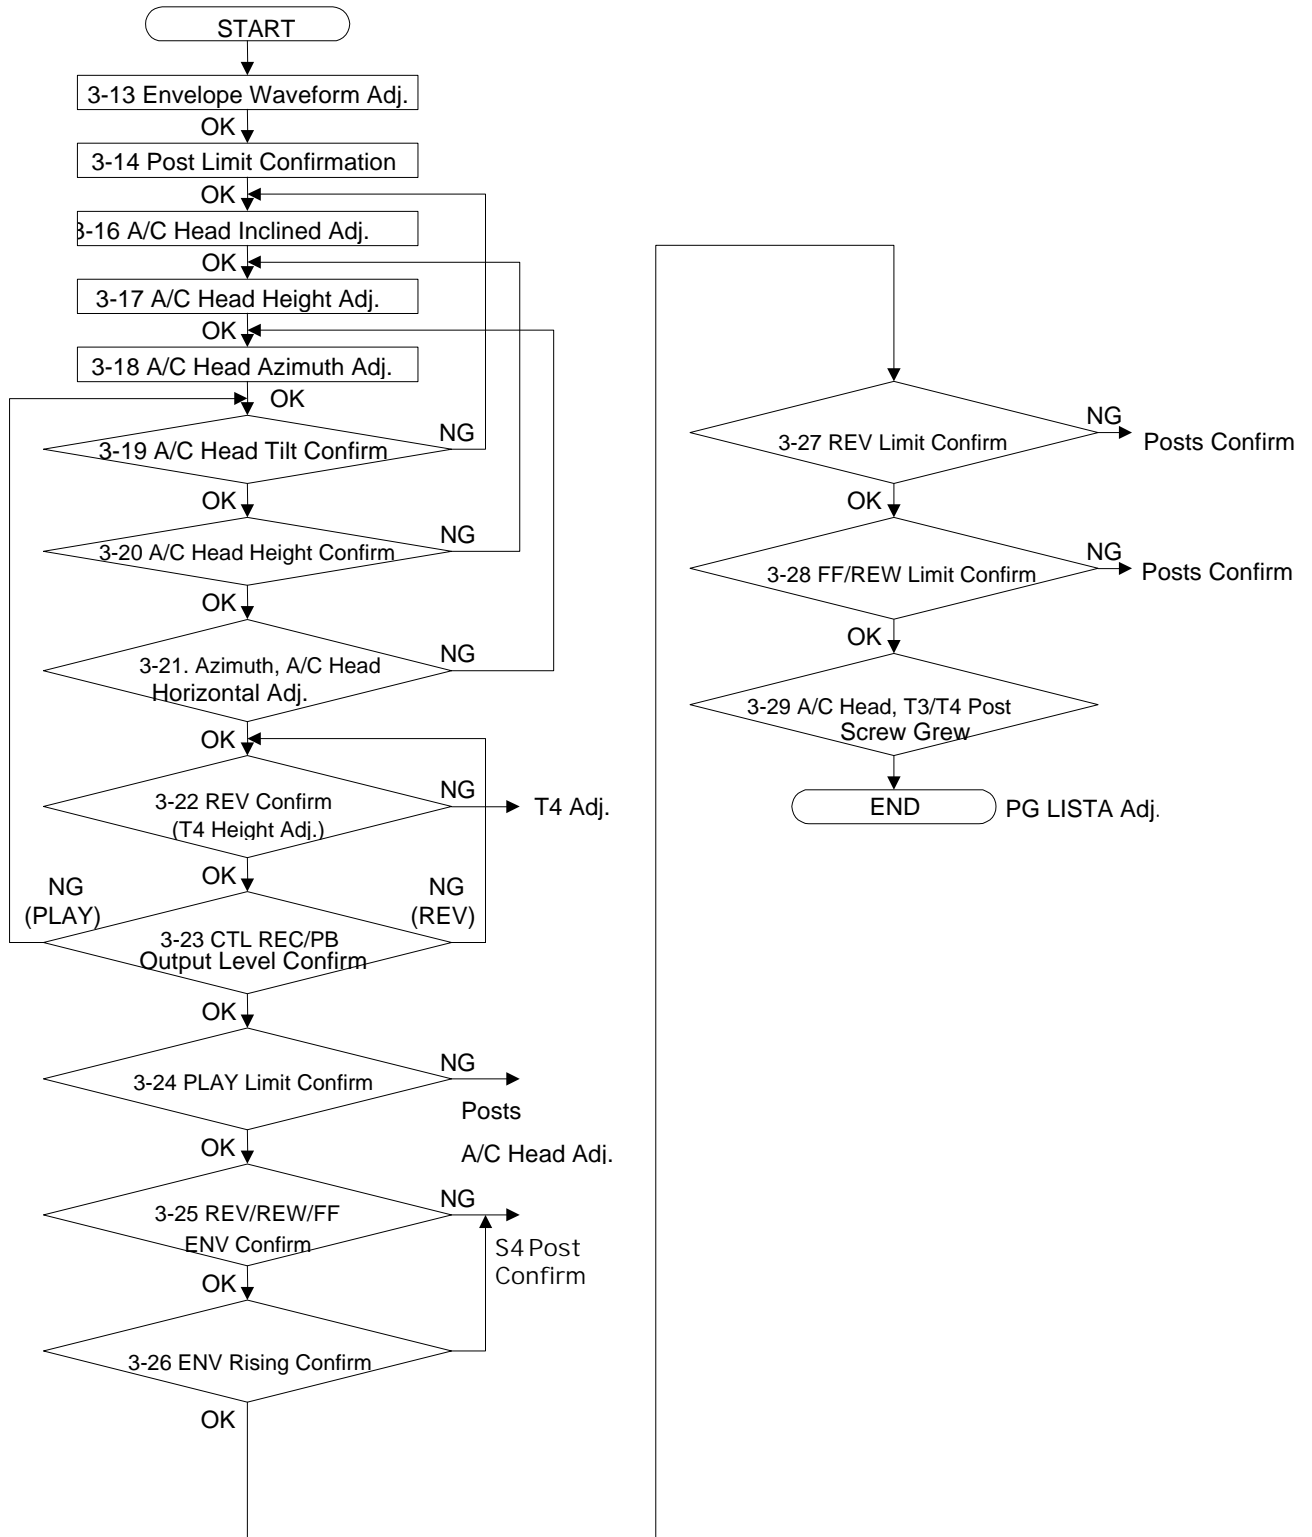 START
3-13 Envelope Waveform Adj.
OK
3-14 Post Limit Confirmation
OK
3-16 A/C Head Inclined Adj.
OK
3-17 A/C Head Height Adj.
OK
3-18 A/C Head Azimuth Adj.
OK
3-19 A/C Head Tilt Confirm
NG
OK
3-20 A/C Head Height Confirm
NG
OK
3-21. Azimuth, A/C Head
Horizontal Adj.
NG
OK
3-22 REV Confirm
(T4 Height Adj.)
NG
T4 Adj.
OK
NG
(PLAY)
NG
(REV)
3-23 CTL REC/PB
Output Level Confirm
OK
3-24 PLAY Limit Confirm
NG
Posts
A/C Head Adj.
OK
3-25 REV/REW/FF
ENV Confirm
NG
S4 Post
Confirm
OK
3-26 ENV Rising Confirm
OK
3-27 REV Limit Confirm
NG
Posts Confirm
OK
3-28 FF/REW Limit Confirm
NG
Posts Confirm
OK
3-29 A/C Head, T3/T4 Post
Screw Grew
END
PG LISTA Adj.